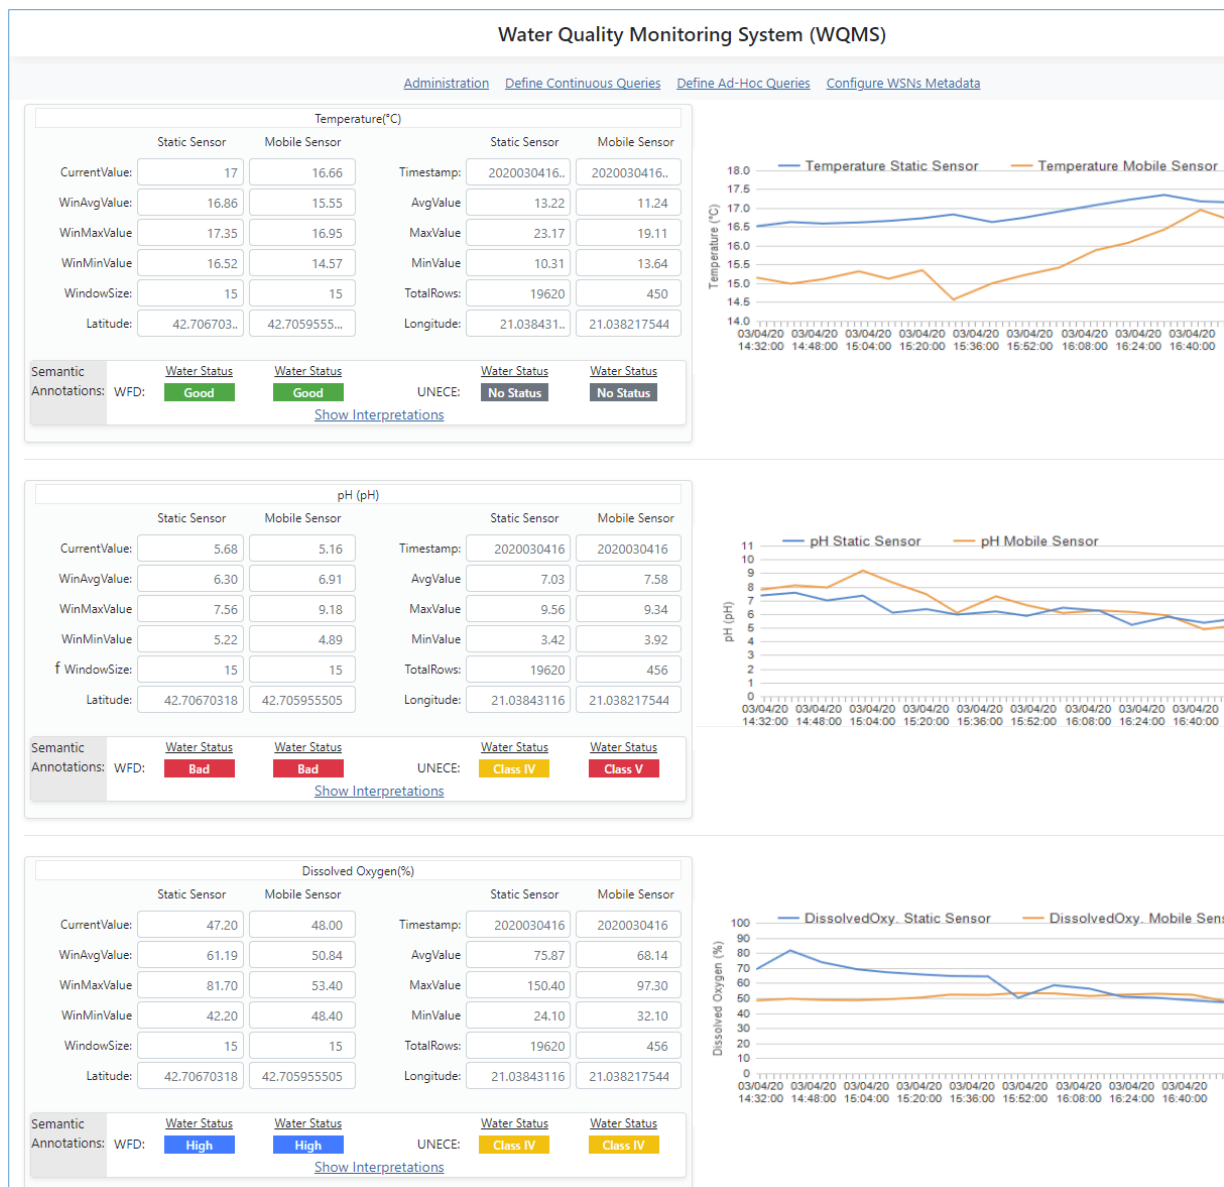 Water Quality Monitoring System (WQMS)
Administration Define Continuous Queries Define Ad-Hoc Queries Configure WSNs Metadata
Temperature(°C)
Static Sensor Mobile Sensor Static Sensor Mobile Sensor
CurrentValue: 17 16.66 Timestamp: 2020030416.. 2020030416..
WinAvgValue: 16.86 15.55 AvgValue 13.22 11.24
WinMaxValue 17.35 16.95 MaxValue 23.17 19.11
WinMinValue 16.52 14.57 MinValue 10.31 13.64
WindowSize: 15 15 TotalRows: 19620 450
Latitude: 42.706703.. 42.7059555... Longitude: 21.038431.. 21.038217544
Semantic Water Status Water Status Water Status Water Status
Annotations: WFD: Good Good UNECE: No Status No Status
Show Interpretations
Temperature Static Sensor Temperature Mobile Sensor
Temperature (°C)
18.0
17.5
17.0
16.5
16.0
15.5
15.0
14.5
14.0
03/04/20 03/04/20 03/04/20 03/04/20 03/04/20 03/04/20 03/04/20 03/04/20 03/04/20
14:32:00 14:48:00 15:04:00 15:20:00 15:36:00 15:52:00 16:08:00 16:24:00 16:40:00
pH (pH)
Static Sensor Mobile Sensor Static Sensor Mobile Sensor
CurrentValue: 5.68 5.16 Timestamp: 2020030416 2020030416
WinAvgValue: 6.30 6.91 AvgValue 7.03 7.58
WinMaxValue 7.56 9.18 MaxValue 9.56 9.34
WinMinValue 5.22 4.89 MinValue 3.42 3.92
f WindowSize: 15 15 TotalRows: 19620 456
Latitude: 42.70670318 42.705955505 Longitude: 21.03843116 21.038217544
Semantic Water Status Water Status Water Status Water Status
Annotations: WFD: Bad Bad UNECE: Class IV Class V
Show Interpretations
pH Static Sensor pH Mobile Sensor
pH (pH)
11
10
9
8
7
6
5
4
3
2
1
0
03/04/20 03/04/20 03/04/20 03/04/20 03/04/20 03/04/20 03/04/20 03/04/20 03/04/20
14:32:00 14:48:00 15:04:00 15:20:00 15:36:00 15:52:00 16:08:00 16:24:00 16:40:00
Dissolved Oxygen(%)
Static Sensor Mobile Sensor Static Sensor Mobile Sensor
CurrentValue: 47.20 48.00 Timestamp: 2020030416 2020030416
WinAvgValue: 61.19 50.84 AvgValue 75.87 68.14
WinMaxValue 81.70 53.40 MaxValue 150.40 97.30
WinMinValue 42.20 48.40 MinValue 24.10 32.10
WindowSize: 15 15 TotalRows: 19620 456
Latitude: 42.70670318 42.705955505 Longitude: 21.03843116 21.038217544
Semantic Water Status Water Status Water Status Water Status
Annotations: WFD: High High UNECE: Class IV Class IV
Show Interpretations
DissolvedOxy. Static Sensor DissolvedOxy. Mobile Sens
Dissolved Oxygen (%)
100
90
80
70
60
50
40
30
20
10
0
03/04/20 03/04/20 03/04/20 03/04/20 03/04/20 03/04/20 03/04/20 03/04/20 03/04/20
14:32:00 14:48:00 15:04:00 15:20:00 15:36:00 15:52:00 16:08:00 16:24:00 16:40:00